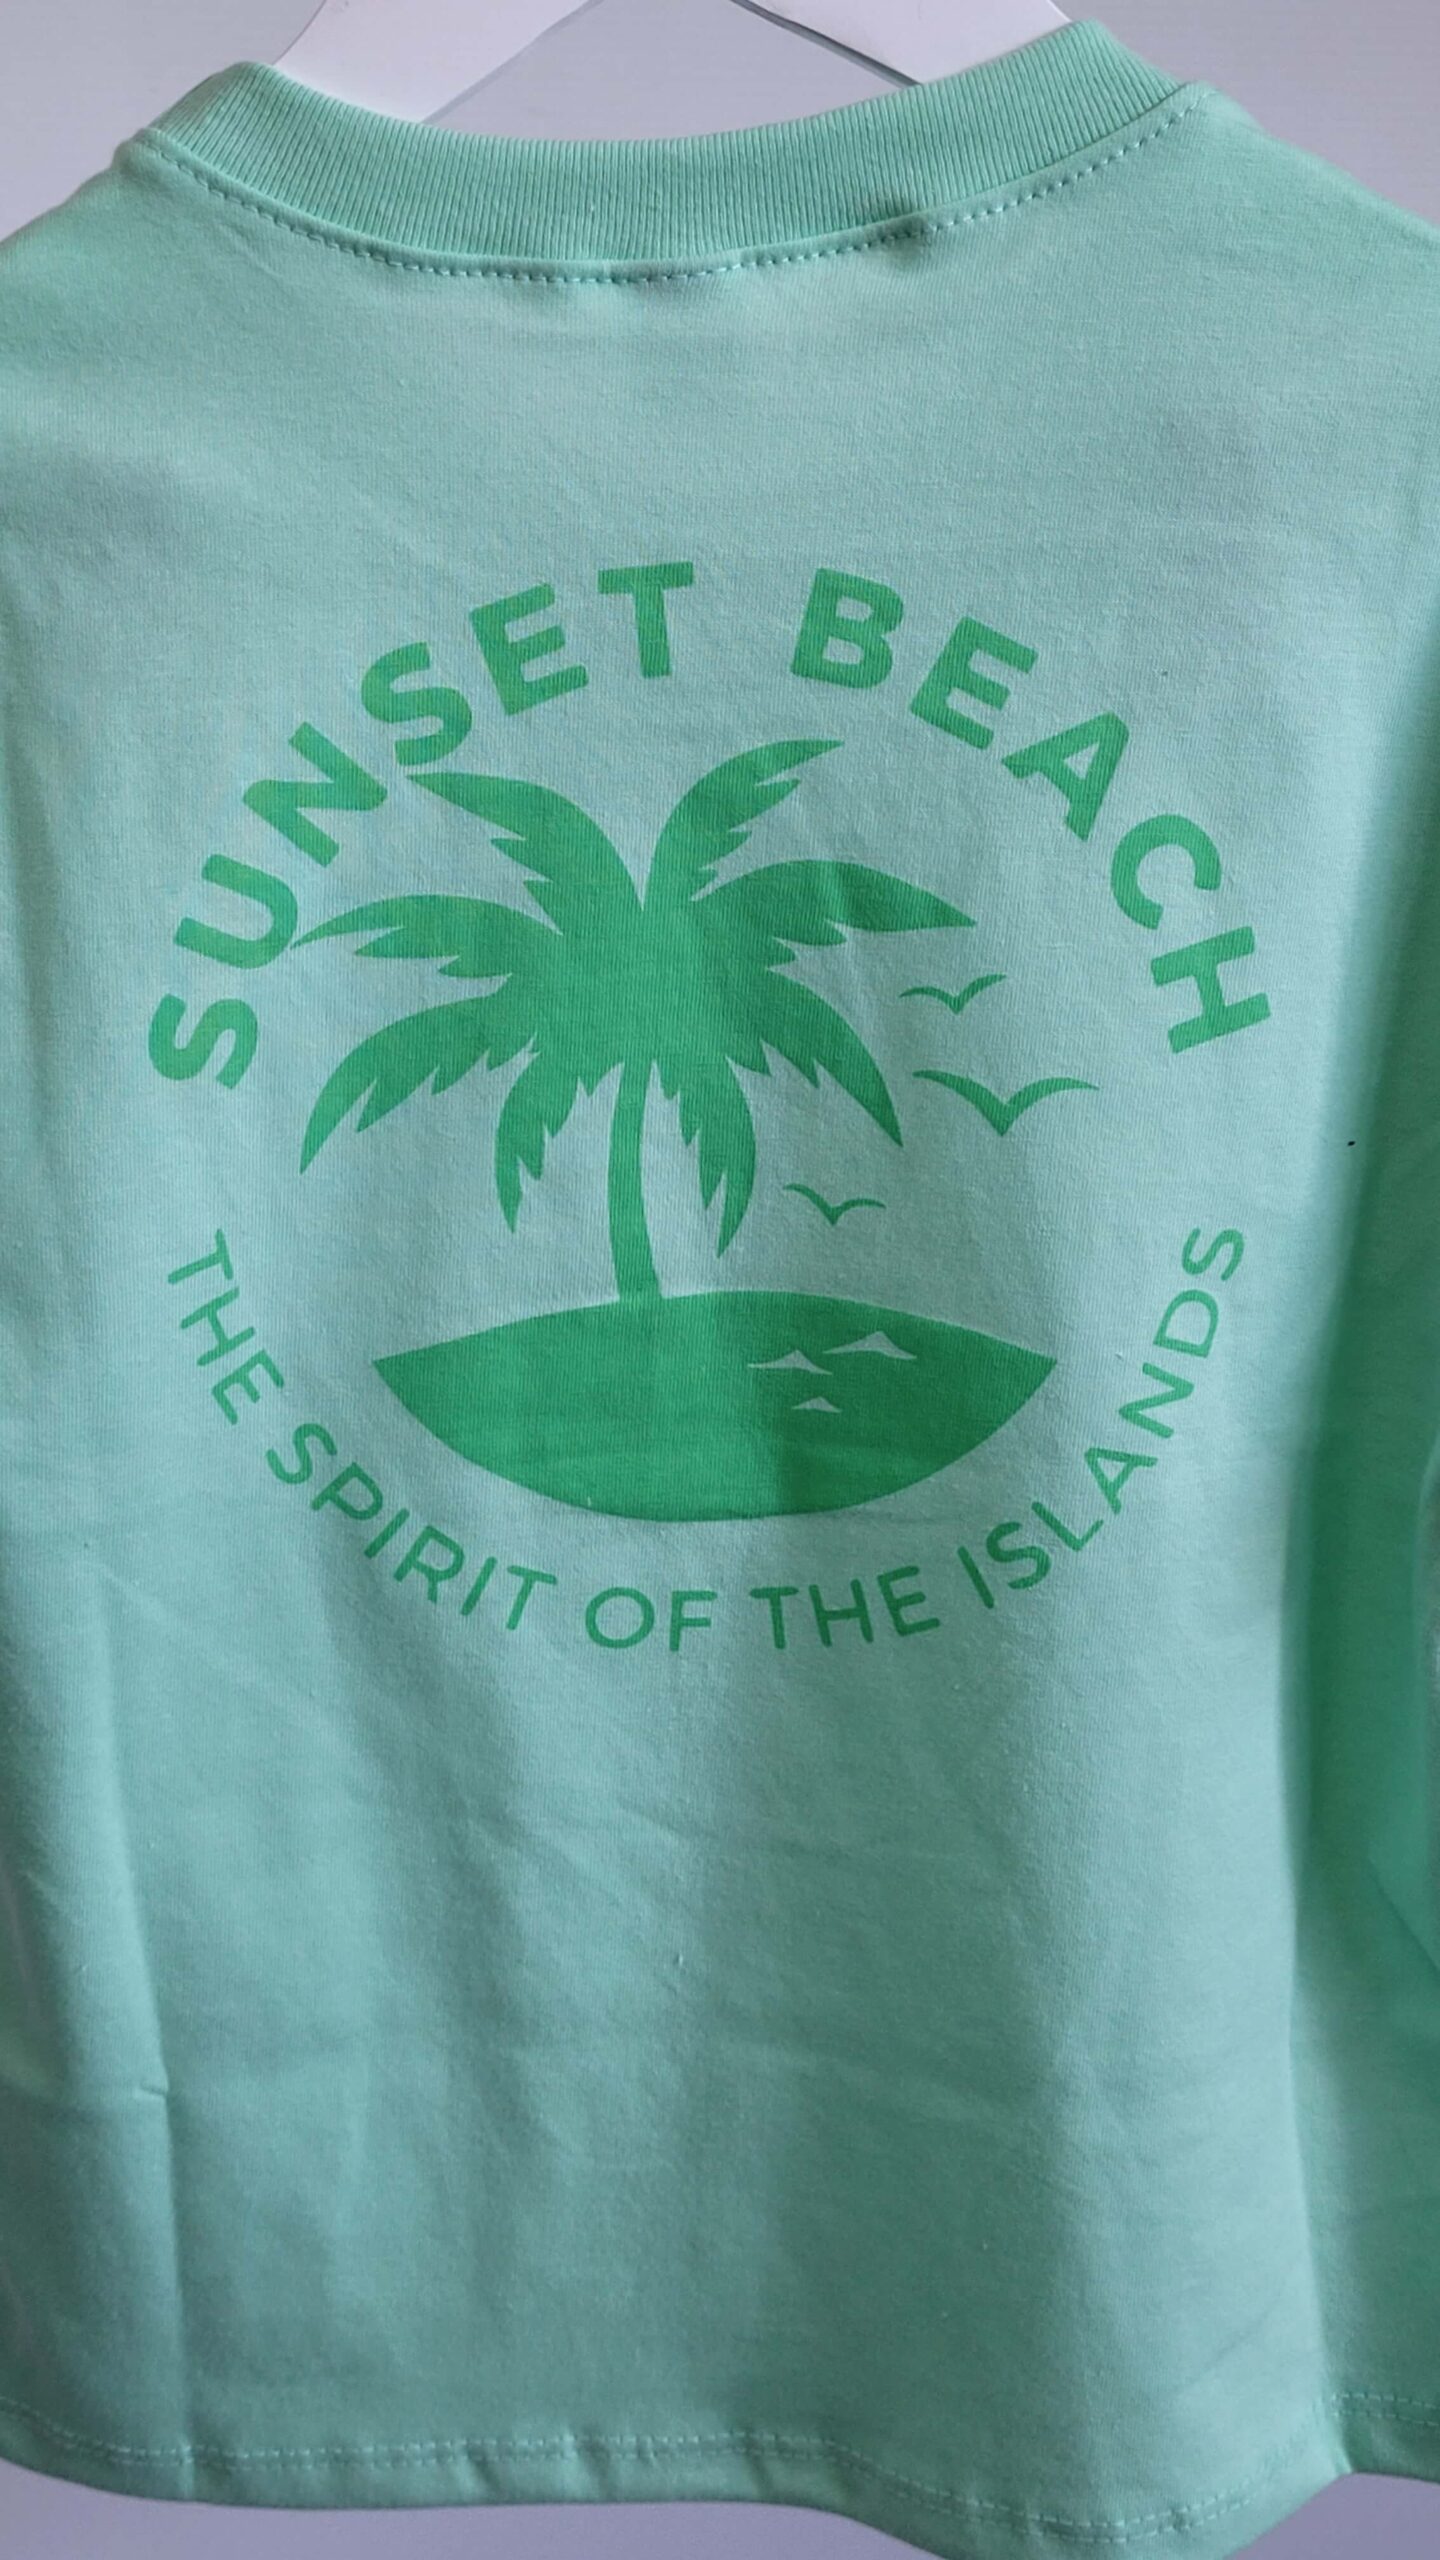 SUNSET BEACH
THE SPIRIT OF THE ISLANDS